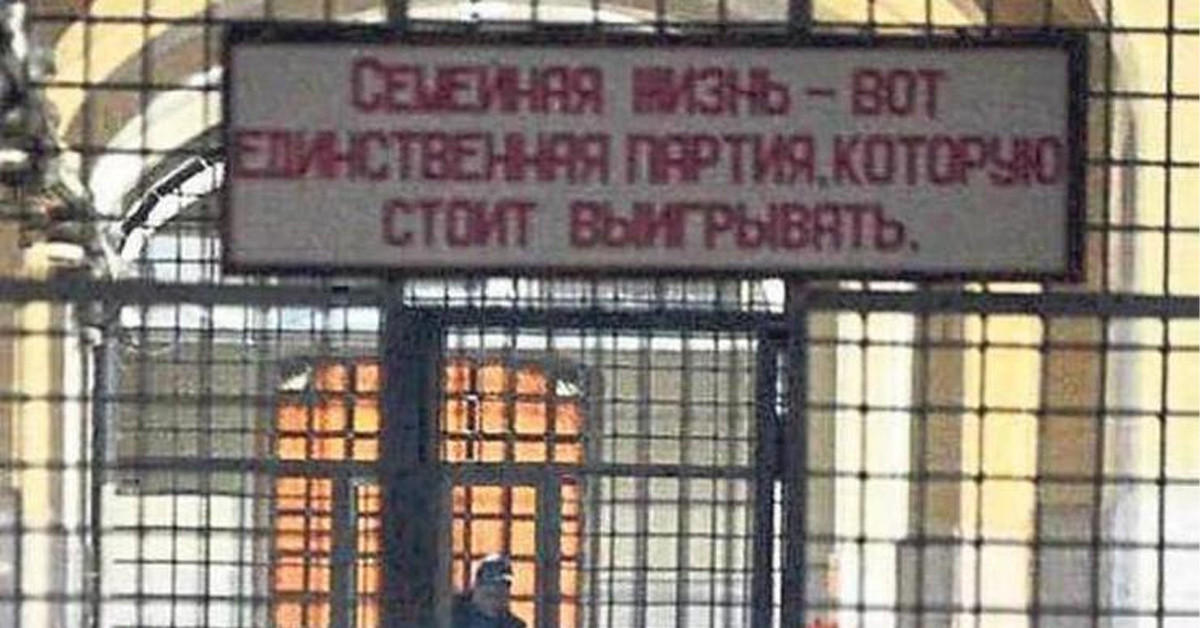 СЕМЕЙНАЯ ЖИЗНЬ – ВОТ
ЕДИНСТВЕННАЯ ПАРТИЯ, КОТОРУЮ
СТОИТ ВЫИГРЫВАТЬ.